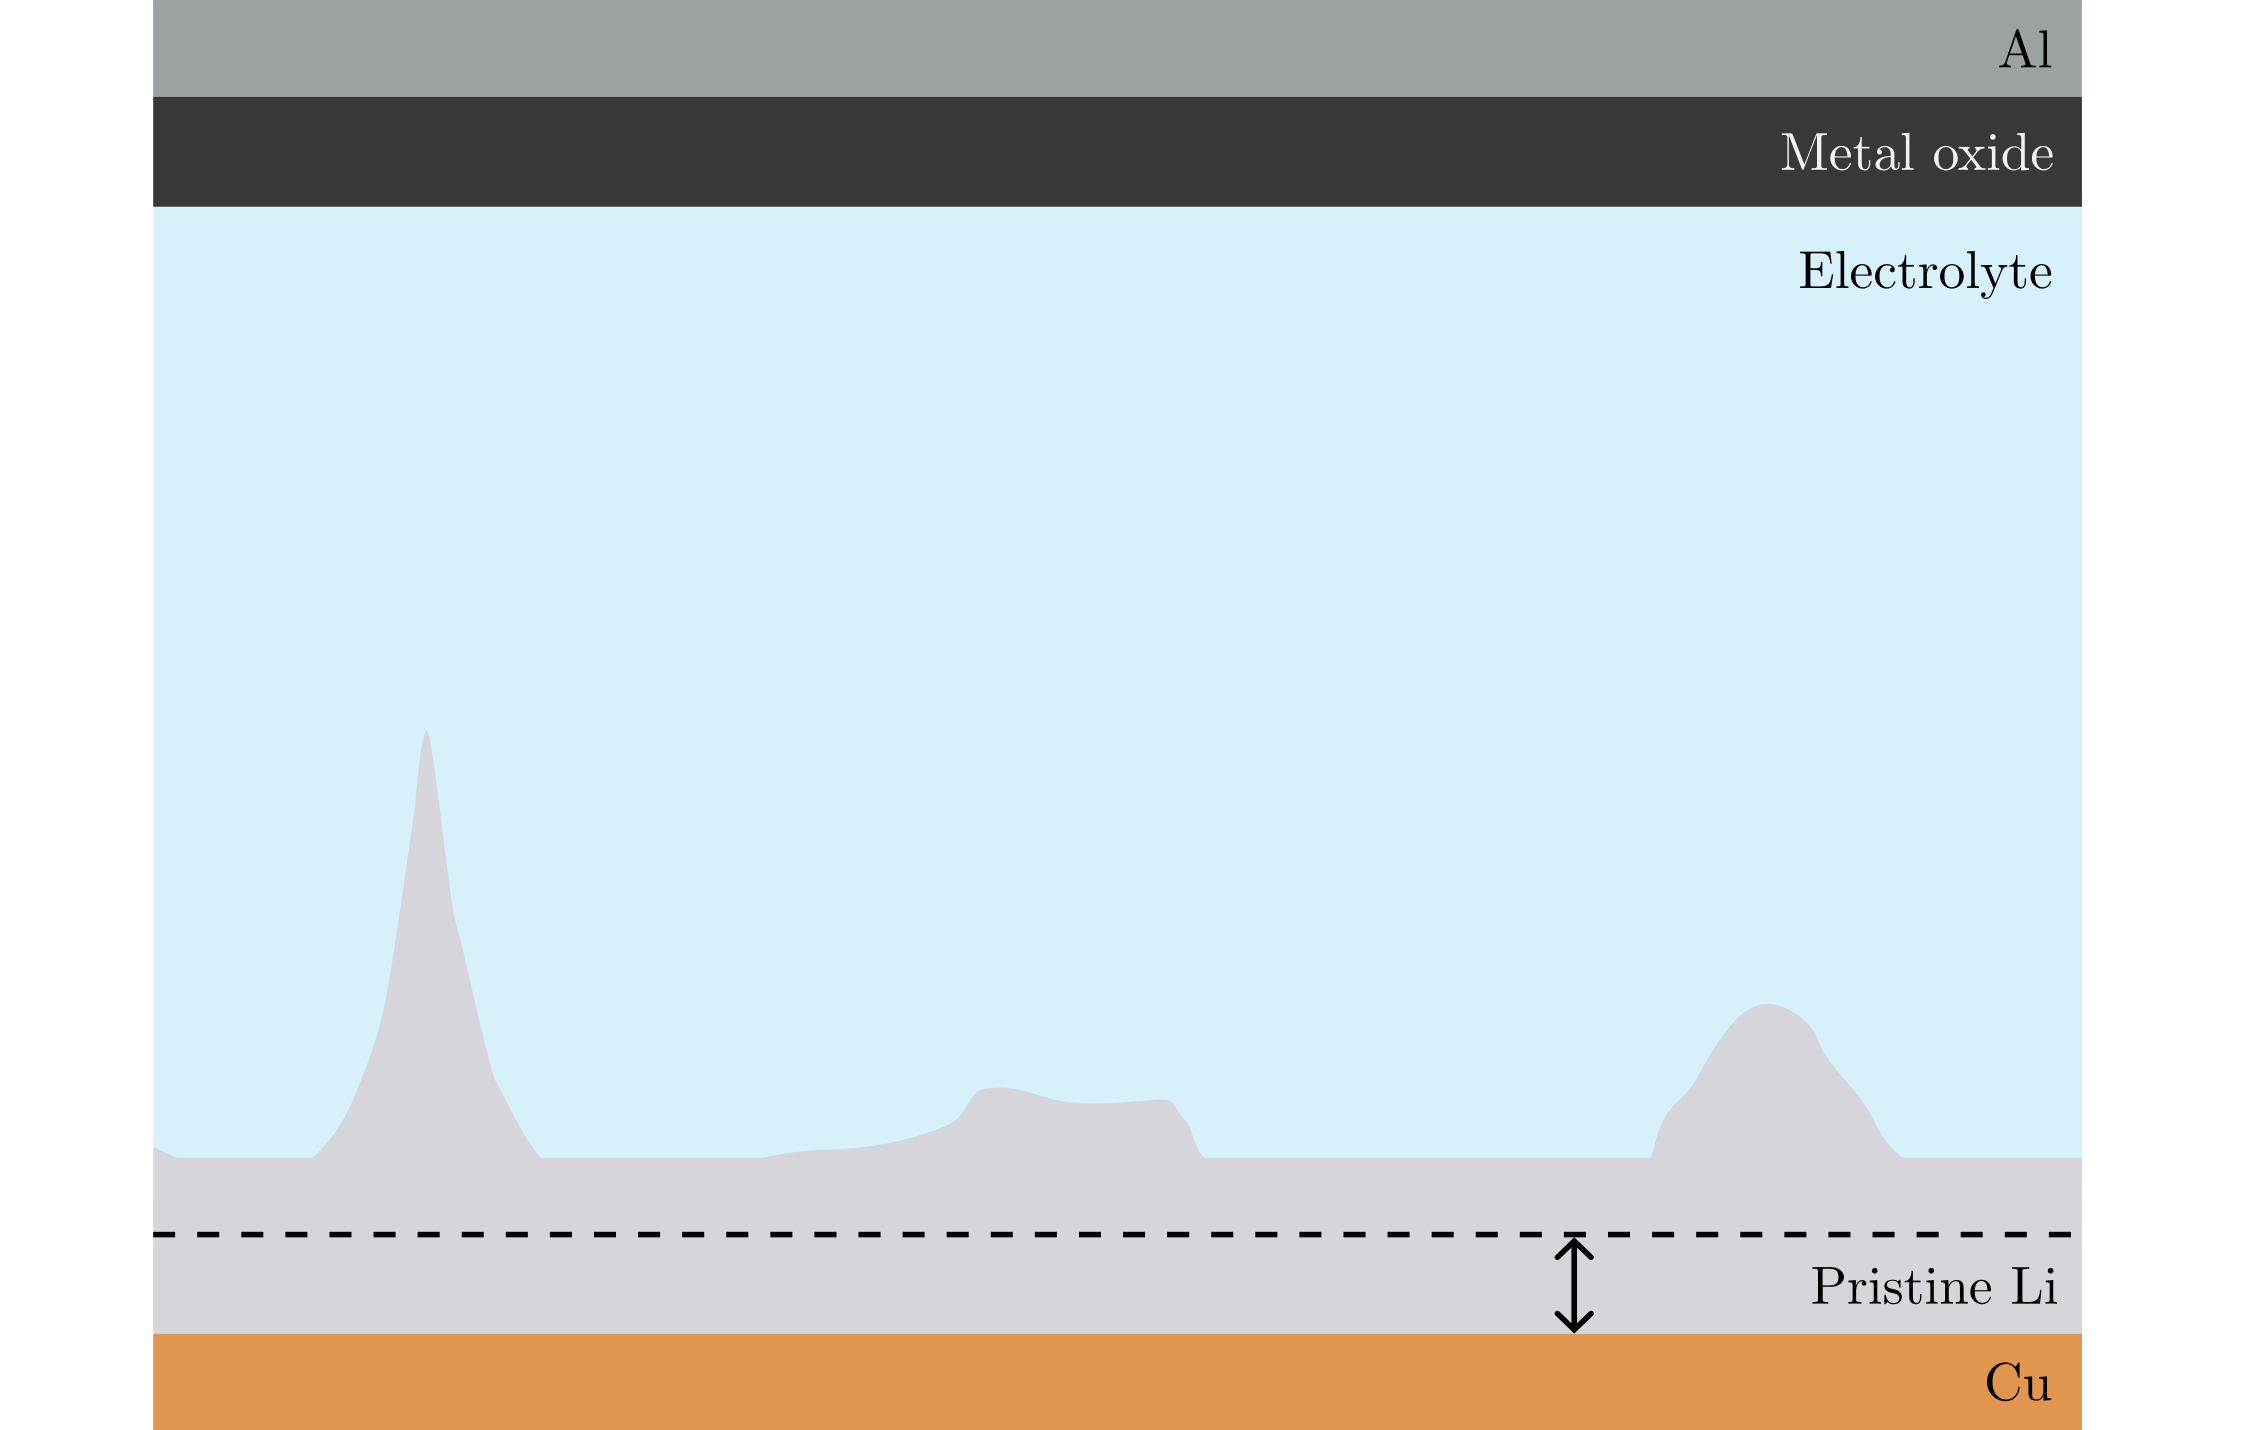 Al
Metal oxide
Electrolyte
Pristine Li
Cu